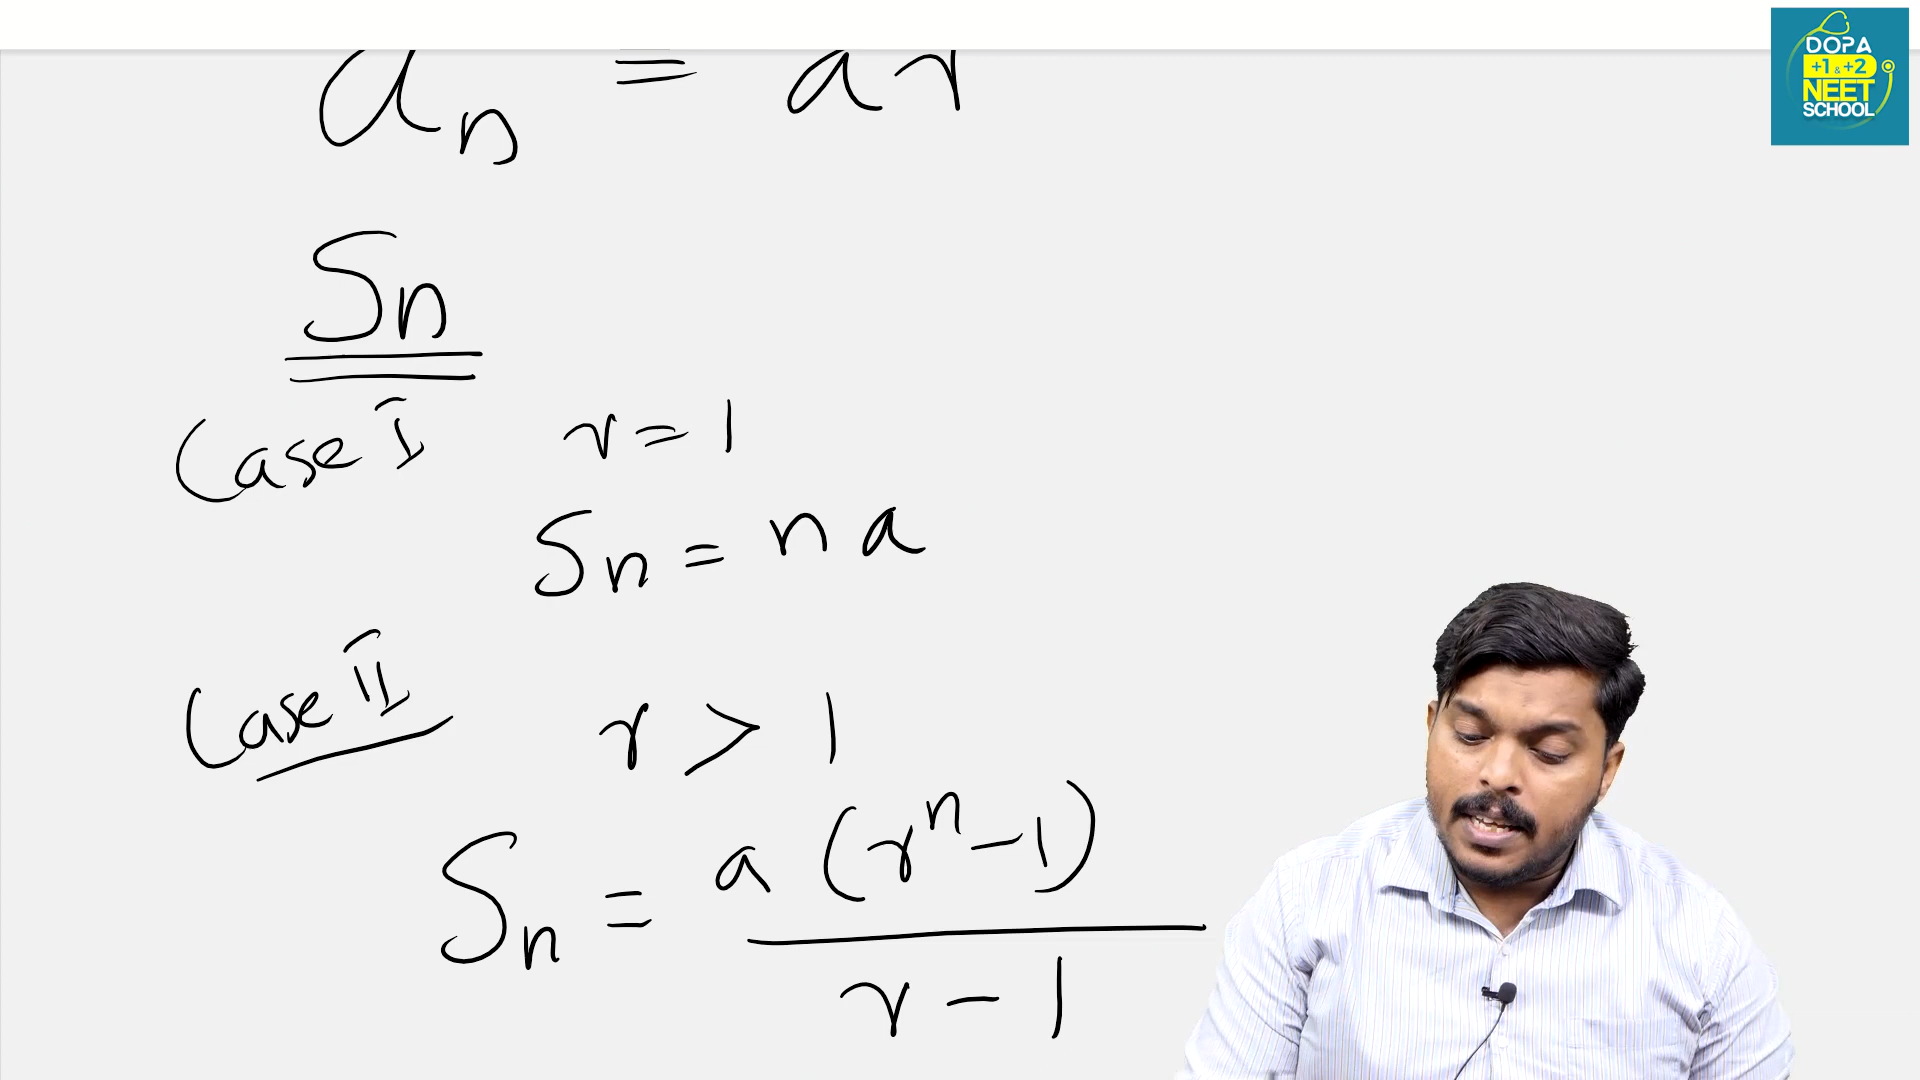 DOPA
+1 & +2
NEET
SCHOOL
aₙ = ar
Sn
Case I r = 1
Sn = na
Case II r > 1
Sₙ = a (rⁿ - 1)
r - 1